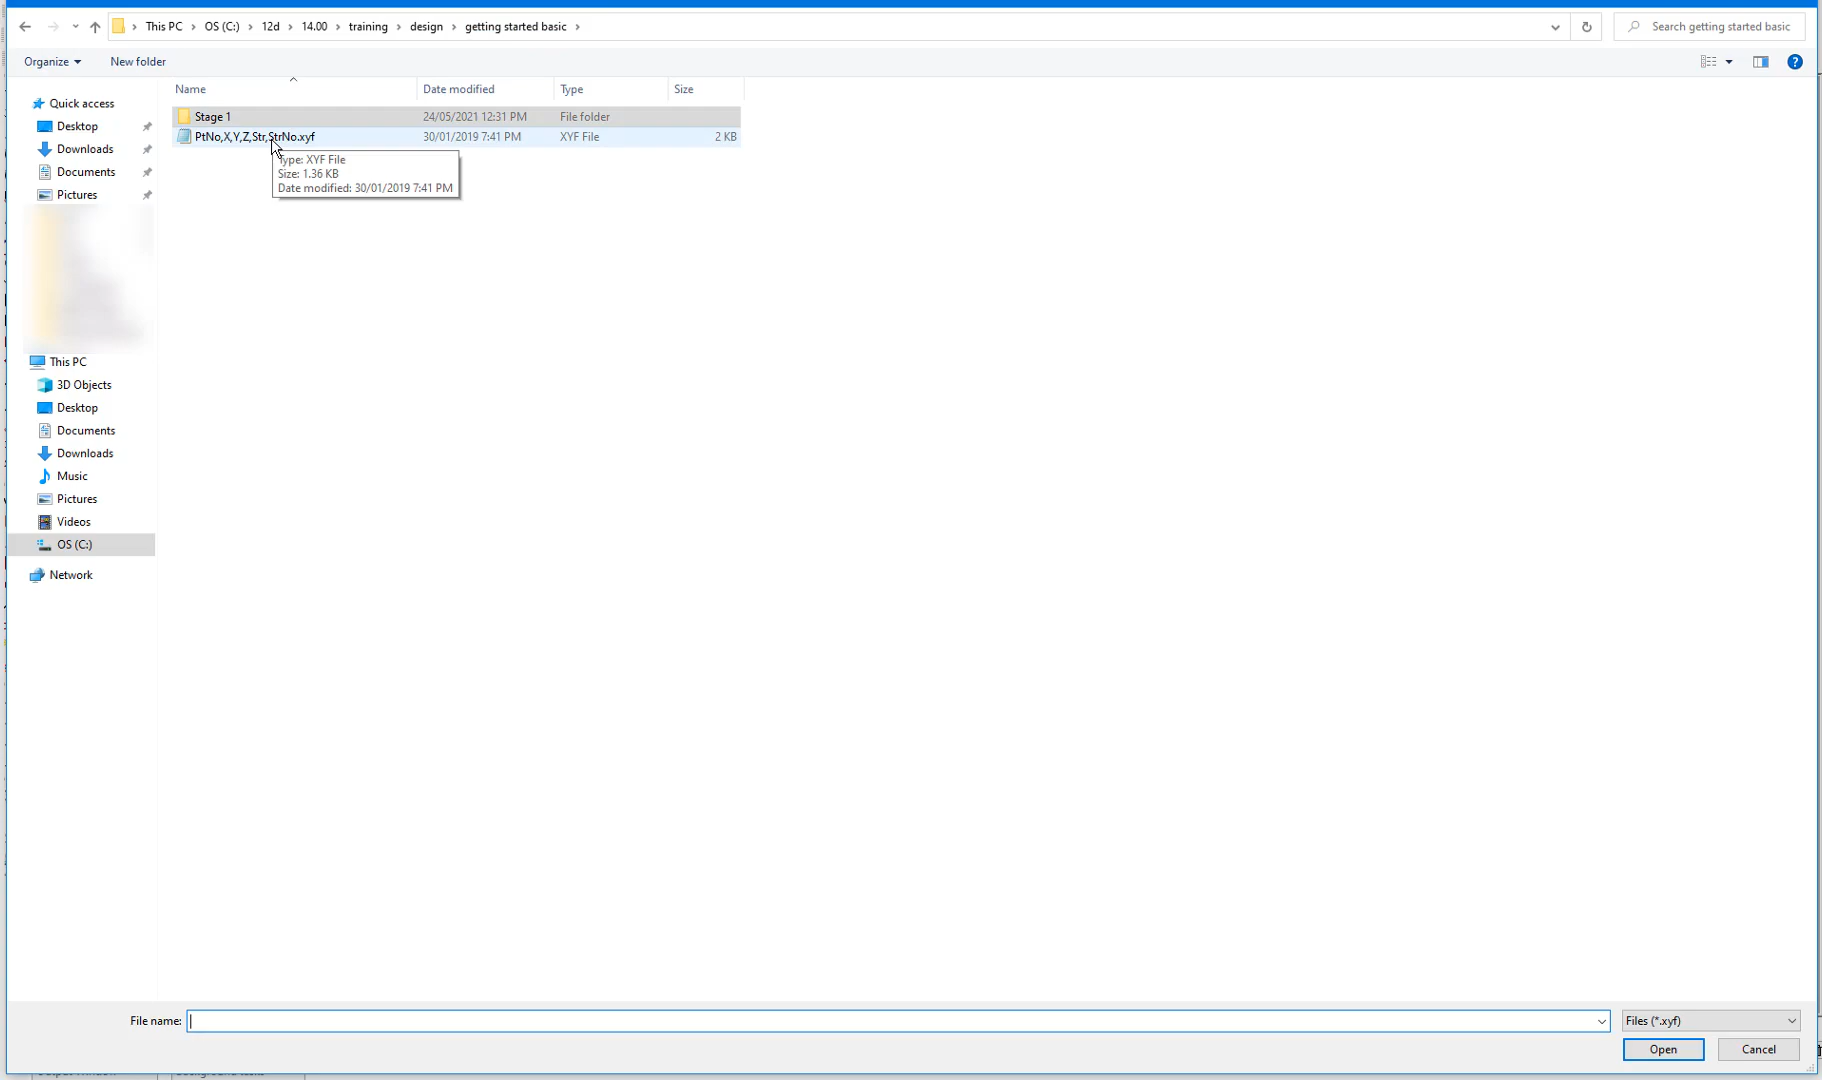 This PC > OS (C:) > 12d > 14.00 > training > design > getting started basic >
Search getting started basic
Organize
New folder
Name
Date modified
Type
Size
Quick access
Desktop
Downloads
Documents
Pictures
This PC
3D Objects
Desktop
Documents
Downloads
Music
Pictures
Videos
OS (C:)
Network
Stage 1 24/05/2021 12:31 PM File folder
PtNo,X,Y,Z,Str,StrNo.xyf 30/01/2019 7:41 PM XYF File 2 KB
Type: XYF File
Size: 1.36 KB
Date modified: 30/01/2019 7:41 PM
File name:
Files (*.xyf)
Open
Cancel